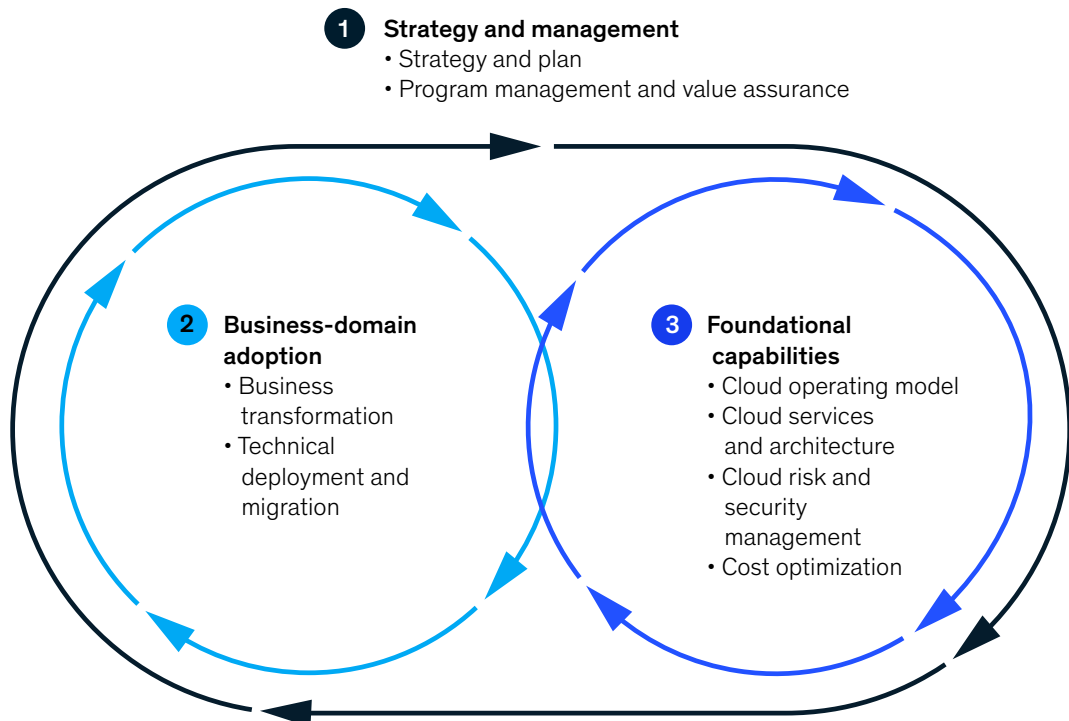 1 Strategy and management
• Strategy and plan
• Program management and value assurance
2 Business-domain
adoption
• Business
transformation
• Technical
deployment and
migration
3 Foundational
capabilities
• Cloud operating model
• Cloud services
and architecture
• Cloud risk and
security
management
• Cost optimization